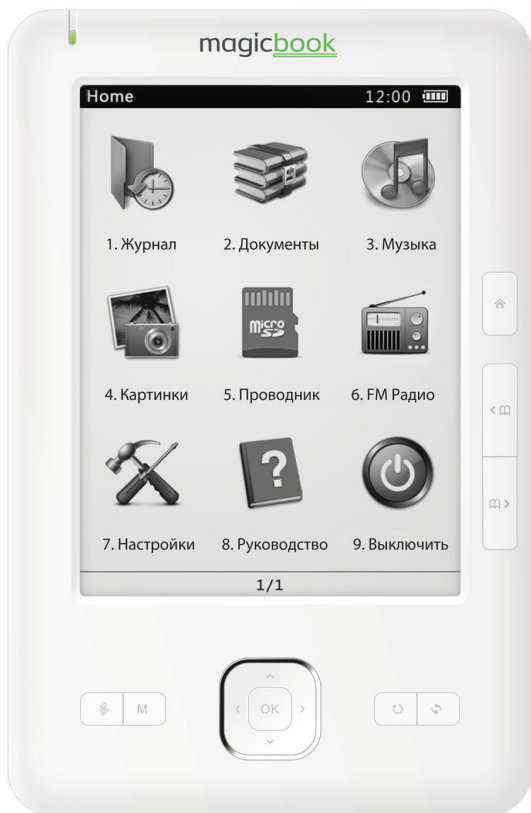 magicbook
Home 12:00
1. Журнал 2. Документы 3. Музыка
micro SD
4. Картинки 5. Проводник 6. FM Радио
?
7. Настройки 8. Руководство 9. Выключить
1/1
M OK